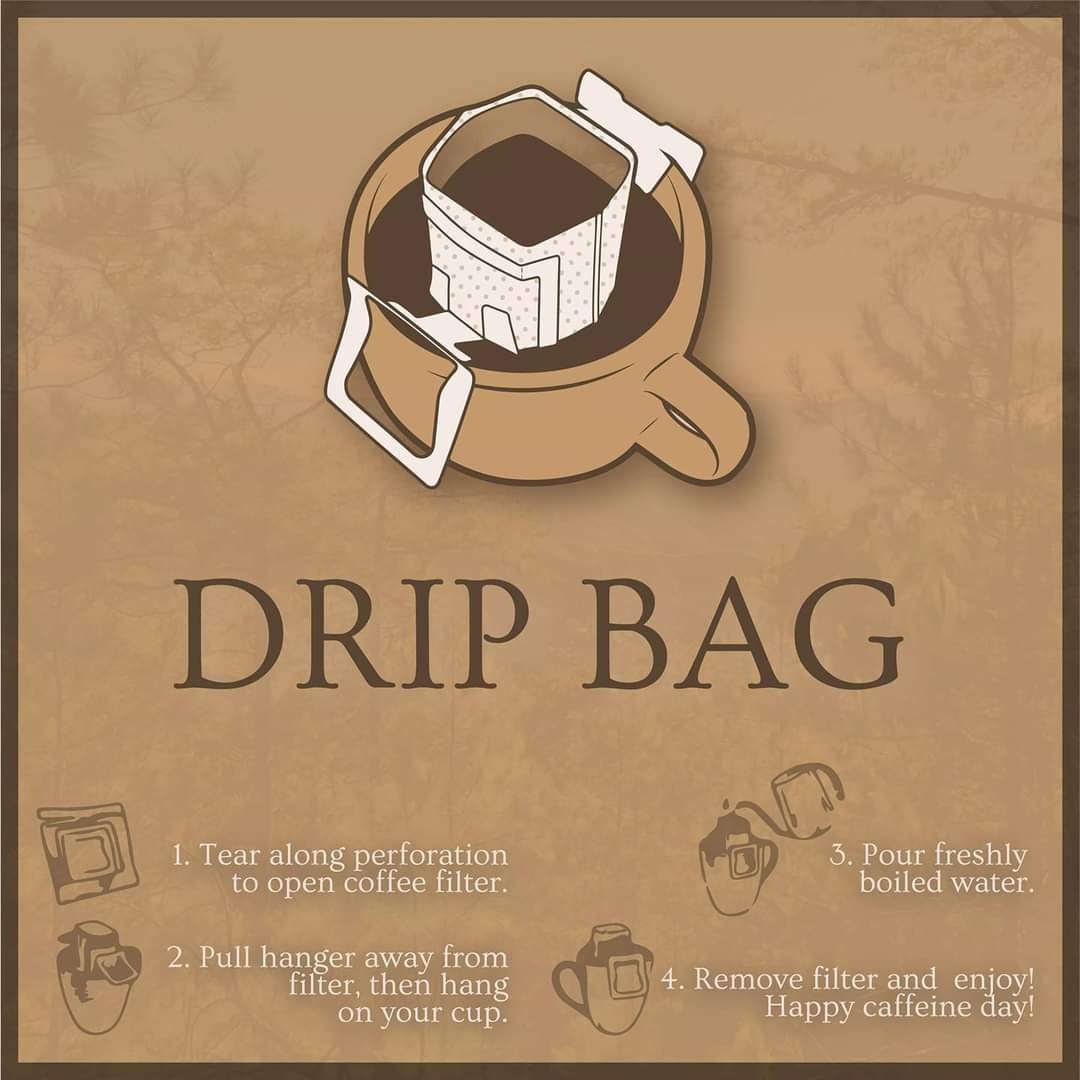 DRIP BAG
1. Tear along perforation
to open coffee filter.
2. Pull hanger away from
filter, then hang
on your cup.
3. Pour freshly
boiled water.
4. Remove filter and  enjoy!
Happy caffeine day!